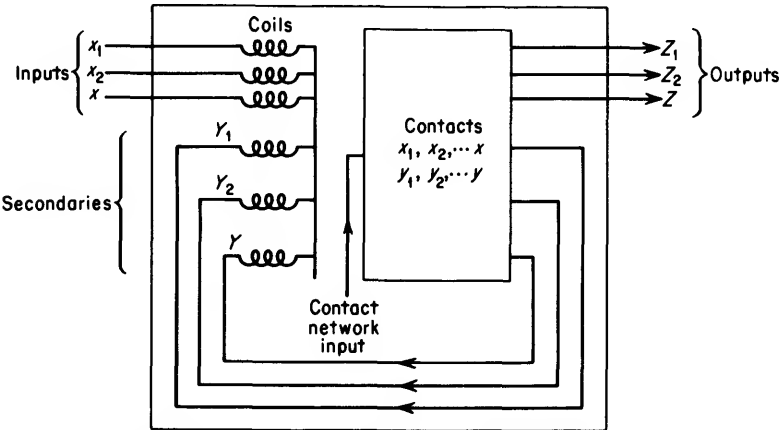 Coils
Inputs
x₁
x₂
x
Z₁
Z₂
Z
Outputs
Contacts
x₁, x₂,··· x
y₁, y₂,··· y
Secondaries
Y₁
Y₂
Y
Contact
network
input